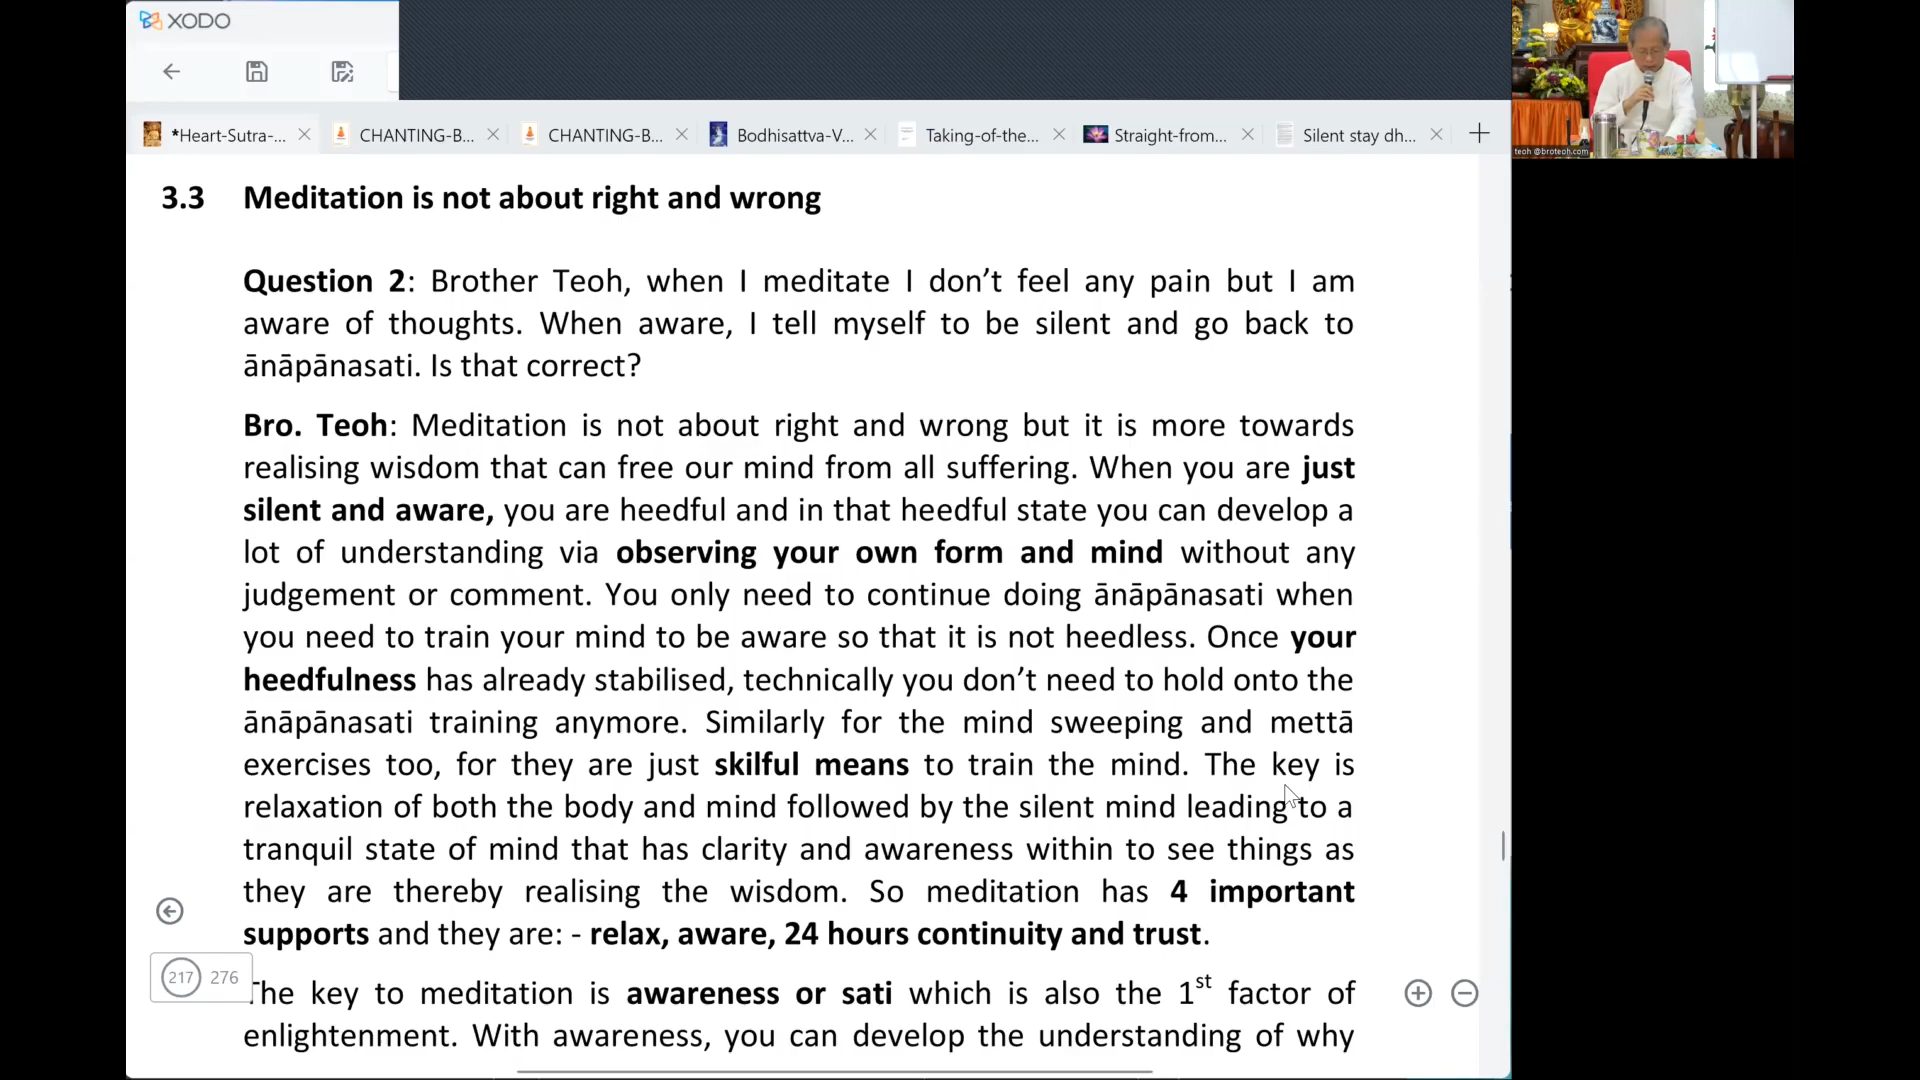 XODO
*Heart-Sutra-...
CHANTING-B...
CHANTING-B...
Bodhisattva-V...
Taking-of-the...
Straight-from...
Silent stay dh...
teoh @broteoh.com
3.3 Meditation is not about right and wrong
Question 2: Brother Teoh, when I meditate I don’t feel any pain but I am
aware of thoughts. When aware, I tell myself to be silent and go back to
ānāpānasati. Is that correct?
Bro. Teoh: Meditation is not about right and wrong but it is more towards
realising wisdom that can free our mind from all suffering. When you are just
silent and aware, you are heedful and in that heedful state you can develop a
lot of understanding via observing your own form and mind without any
judgement or comment. You only need to continue doing ānāpānasati when
you need to train your mind to be aware so that it is not heedless. Once your
heedfulness has already stabilised, technically you don’t need to hold onto the
ānāpānasati training anymore. Similarly for the mind sweeping and mettā
exercises too, for they are just skilful means to train the mind. The key is
relaxation of both the body and mind followed by the silent mind leading to a
tranquil state of mind that has clarity and awareness within to see things as
they are thereby realising the wisdom. So meditation has 4 important
supports and they are: - relax, aware, 24 hours continuity and trust.
217 276
The key to meditation is awareness or sati which is also the 1st factor of
enlightenment. With awareness, you can develop the understanding of why